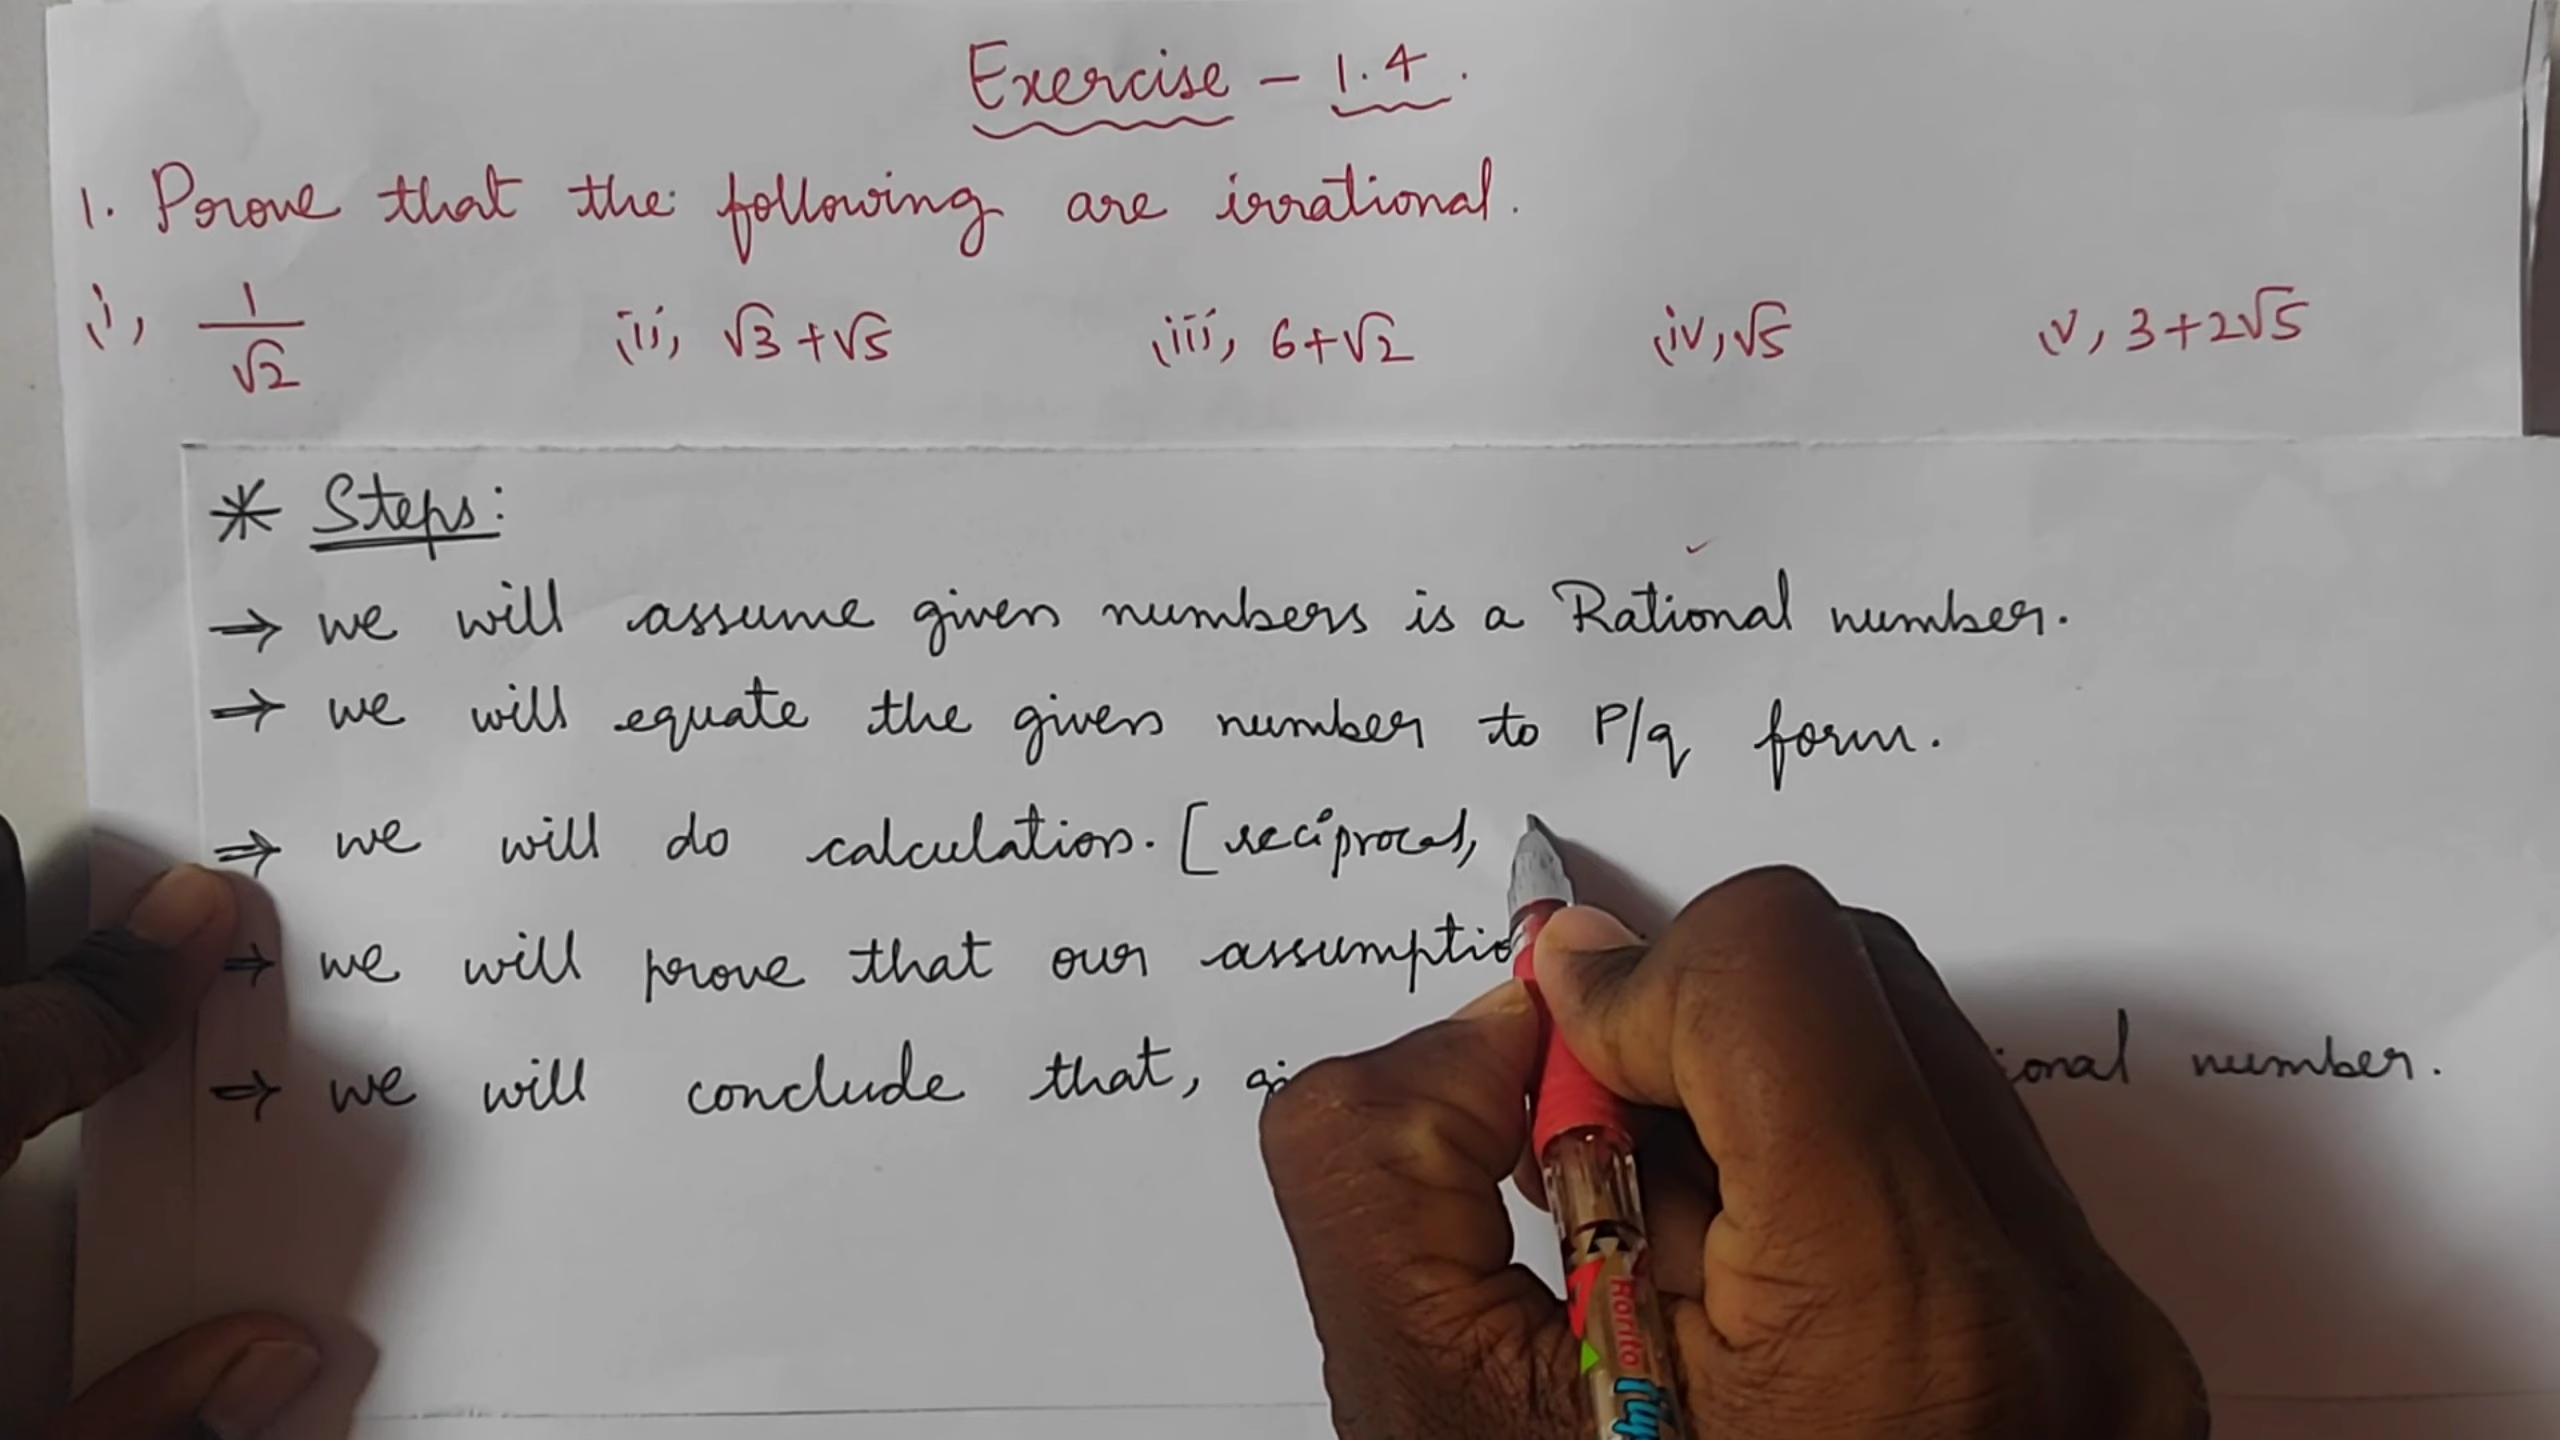 Exercise - 1.4.
1. Prove that the following are irrational.
(i, 1/√2 (ii, √3+√5 (iii, 6+√2 (iv, √5 (v, 3+2√5
* Steps:
→ we will assume given numbers is a Rational number.
→ we will equate the given number to P/q form.
→ we will do calculation. [reciprocal,
→ we will prove that our
→ we will conclude that, number.
Rorito